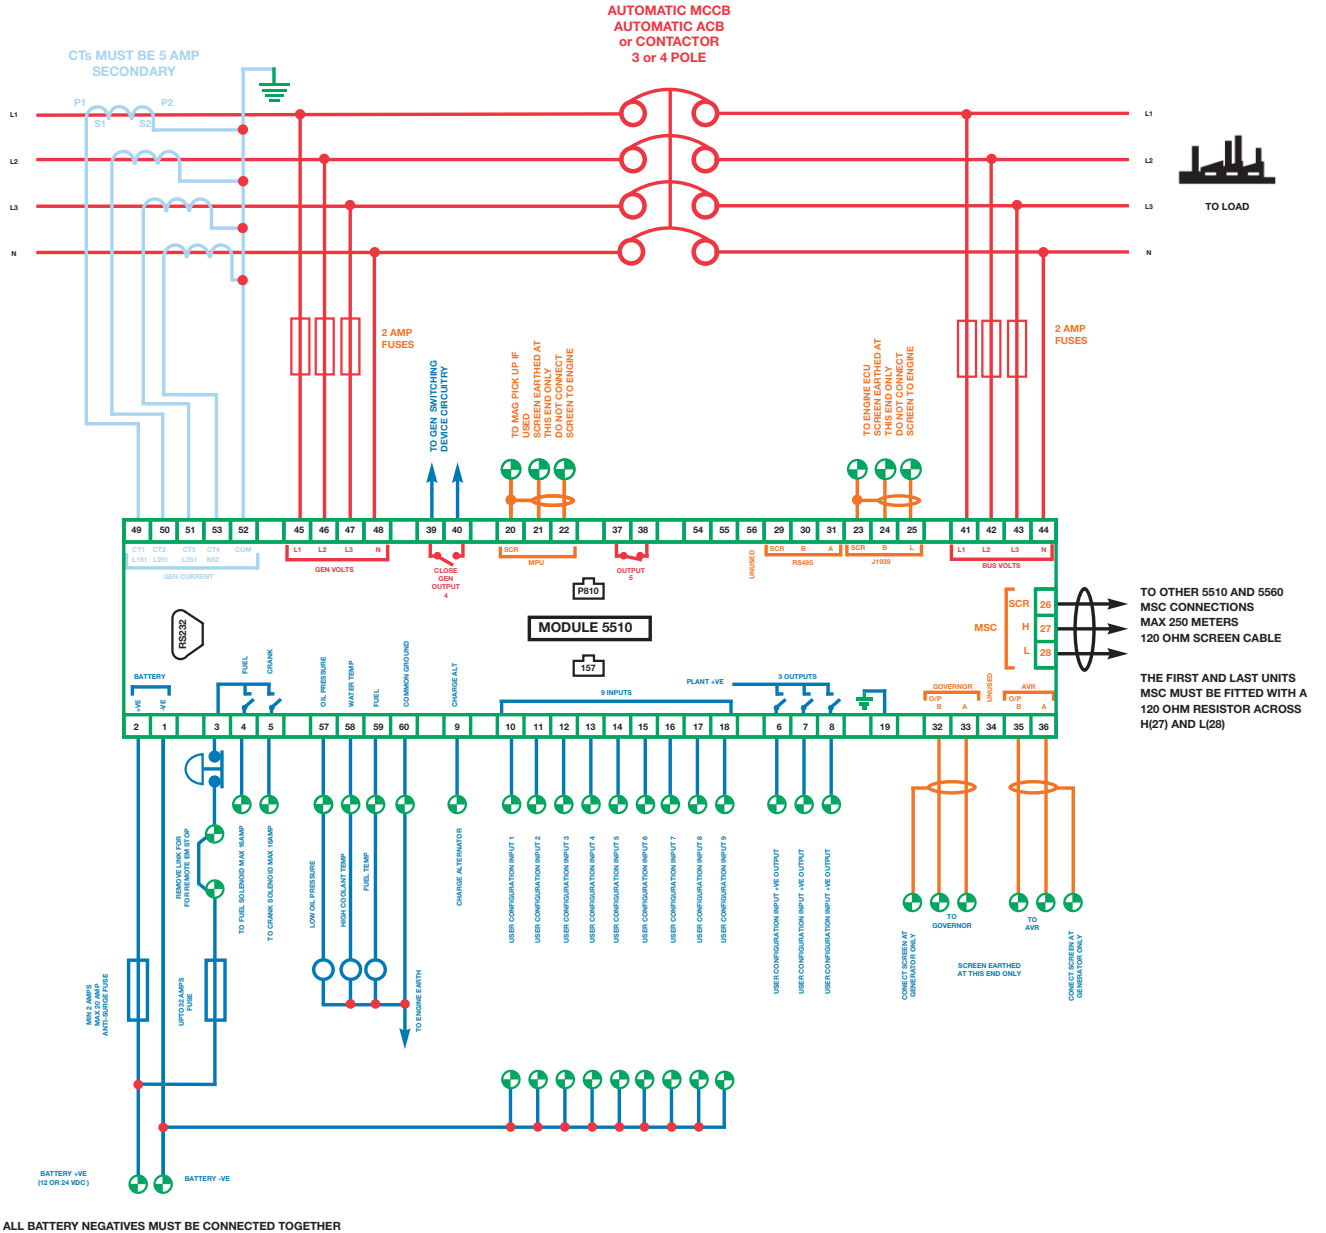 AUTOMATIC MCCB
AUTOMATIC ACB
or CONTACTOR
3 or 4 POLE
CTs MUST BE 5 AMP
SECONDARY
P1
P2
S1
S2
L1
L1
L2
L2
L3
L3
N
N
TO LOAD
2 AMP
FUSES
2 AMP
FUSES
TO GEN SWITCHING
DEVICE CIRCUITRY
TO MAG PICK UP IF
USED
SCREEN EARTHED AT
THIS END ONLY
DO NOT CONNECT
SCREEN TO ENGINE
TO ENGINE ECU
SCREEN EARTHED AT
THIS END ONLY
DO NOT CONNECT
SCREEN TO ENGINE
49 50 51 53 52 45 46 47 48 39 40 20 21 22 37 38 54 55 56 29 30 31 23 24 25 41 42 43 44
CT1 CT2 CT3 CT4 COM
L1S1 L2S1 L3S1 NS2
GEN CURRENT
L1 L2 L3 N
GEN VOLTS
CLOSE
GEN
OUTPUT
4
SCR
MPU
OUTPUT
5
UNUSED
SCR B A
RS485
SCR B L
J1939
L1 L2 L3 N
BUS VOLTS
P810
RS232
MODULE 5510
157
MSC
SCR 26
H 27
L 28
TO OTHER 5510 AND 5560
MSC CONNECTIONS
MAX 250 METERS
120 OHM SCREEN CABLE
THE FIRST AND LAST UNITS
MSC MUST BE FITTED WITH A
120 OHM RESISTOR ACROSS
H(27) AND L(28)
BATTERY
+VE
-VE
FUEL
CRANK
OIL PRESSURE
WATER TEMP
FUEL
COMMON GROUND
CHARGE ALT
9 INPUTS
PLANT +VE
3 OUTPUTS
GOVERNOR
O/P
B A
UNUSED
AVR
O/P
B A
2 1 3 4 5 57 58 59 60 9 10 11 12 13 14 15 16 17 18 6 7 8 19 32 33 34 35 36
REMOVE LINK FOR
FOR REMOTE EM STOP
TO FUEL SOLENOID MAX 16AMP
TO CRANK SOLENOID MAX 16AMP
LOW OIL PRESSURE
HIGH COOLANT TEMP
FUEL TEMP
CHARGE ALTERNATOR
USER CONFIGURATION INPUT 1
USER CONFIGURATION INPUT 2
USER CONFIGURATION INPUT 3
USER CONFIGURATION INPUT 4
USER CONFIGURATION INPUT 5
USER CONFIGURATION INPUT 6
USER CONFIGURATION INPUT 7
USER CONFIGURATION INPUT 8
USER CONFIGURATION INPUT 9
USER CONFIGURATION INPUT +VE OUTPUT
USER CONFIGURATION INPUT +VE OUTPUT
USER CONFIGURATION INPUT +VE OUTPUT
CONECT SCREEN AT
GENERATOR ONLY
TO
GOVERNOR
SCREEN EARTHED
AT THIS END ONLY
TO
AVR
CONECT SCREEN AT
GENERATOR ONLY
MIN 2 AMPS
MAX 20 AMP
ANTI-SURGE FUSE
UPTO 32 AMPS
FUSE
TO ENGINE EARTH
BATTERY +VE
(12 OR 24 VDC )
BATTERY -VE
ALL BATTERY NEGATIVES MUST BE CONNECTED TOGETHER